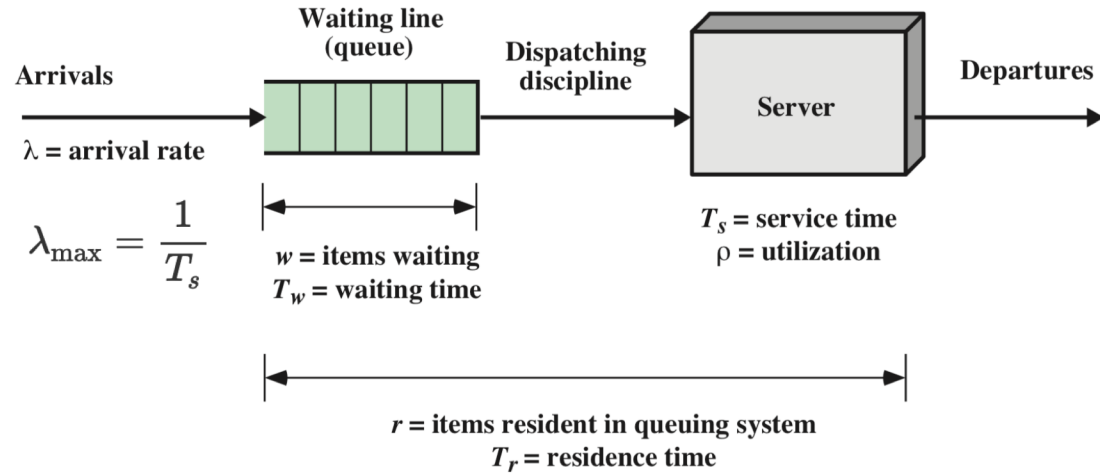 Waiting line
(queue)
Dispatching
discipline
Arrivals
Departures
Server
λ = arrival rate
λmax = 1/Ts
w = items waiting
Tw = waiting time
Ts = service time
ρ = utilization
r = items resident in queuing system
Tr = residence time